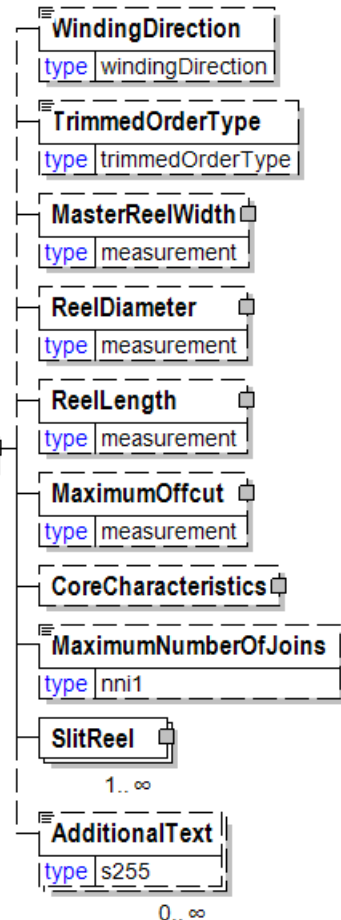 WindingDirection
type windingDirection
TrimmedOrderType
type trimmedOrderType
MasterReelWidth
type measurement
ReelDiameter
type measurement
ReelLength
type measurement
MaximumOffcut
type measurement
CoreCharacteristics
MaximumNumberOfJoins
type nni1
SlitReel
1.. ∞
AdditionalText
type s255
0.. ∞